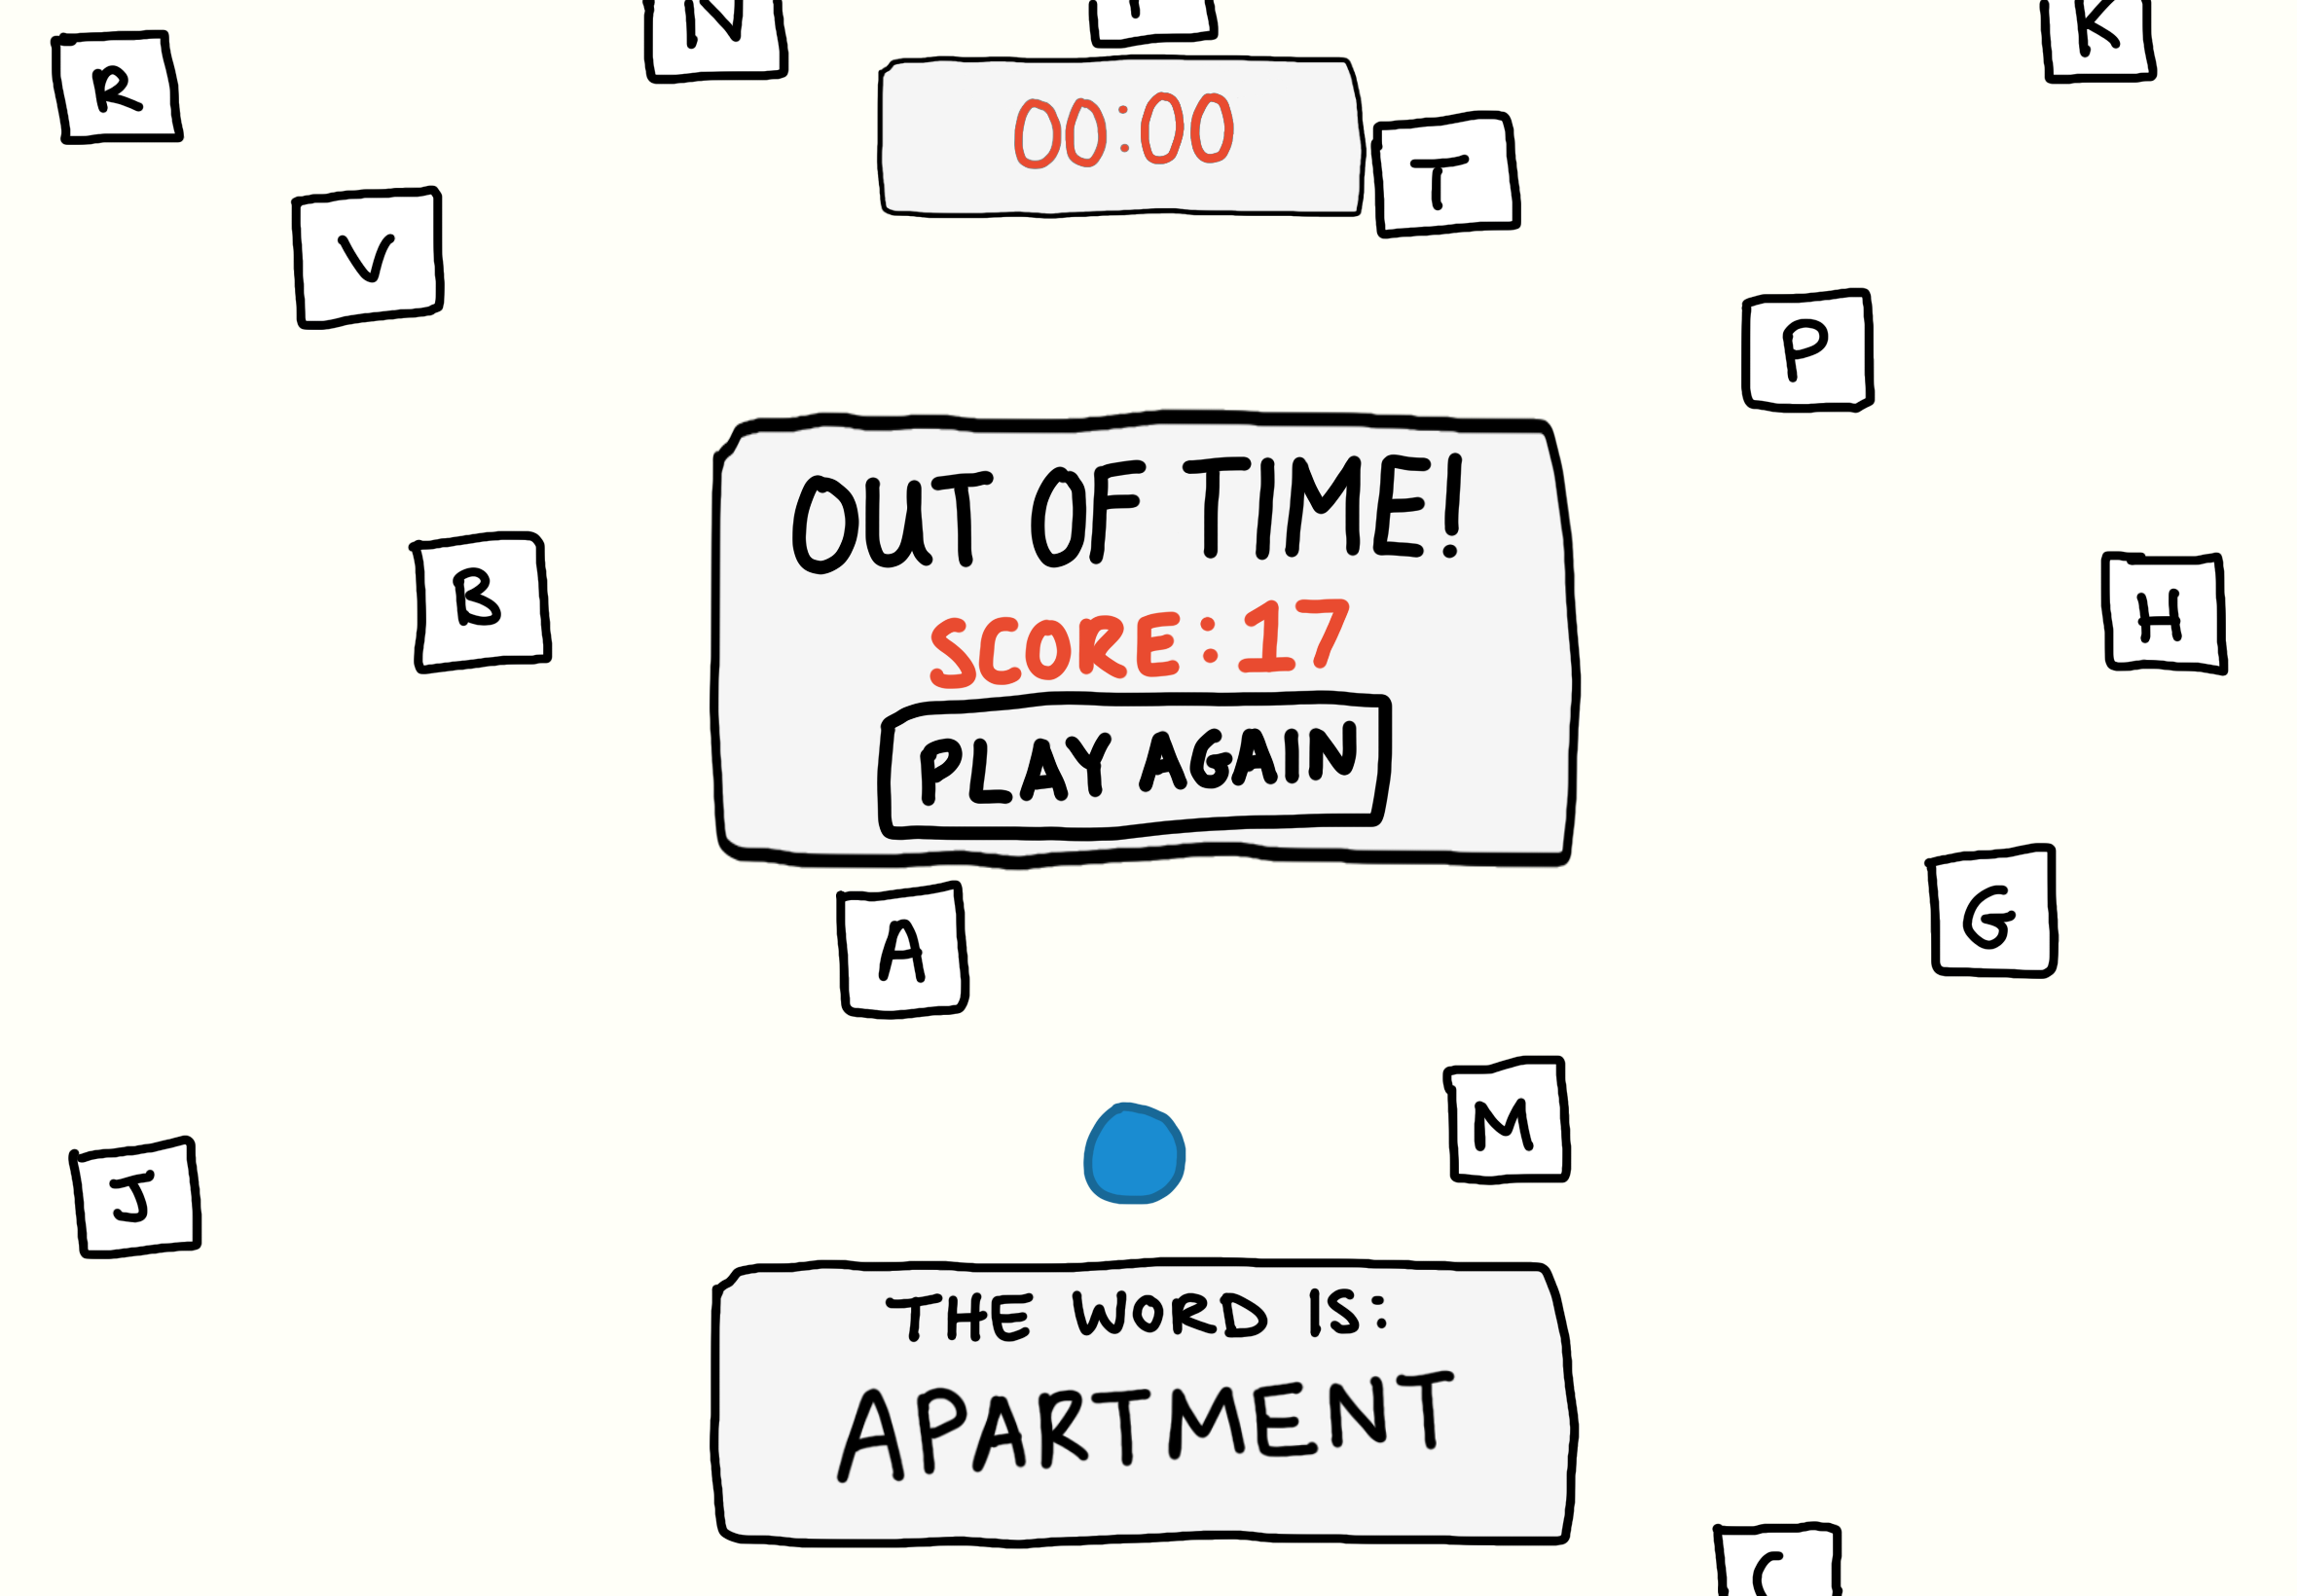 N
K
R
00:00
T
V
P
OUT OF TIME!
B
H
SCORE: 17
PLAY AGAIN
A
G
M
J
THE WORD IS:
APARTMENT
C